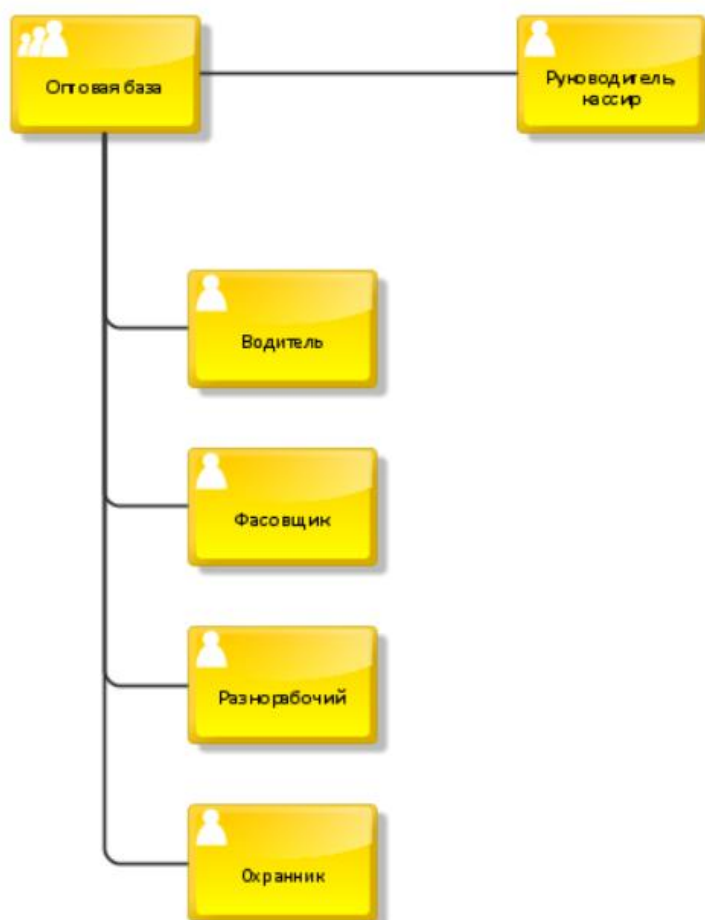 Оптовая база
Руководитель,
кассир
Водитель
Фасовщик
Разнорабочий
Охранник